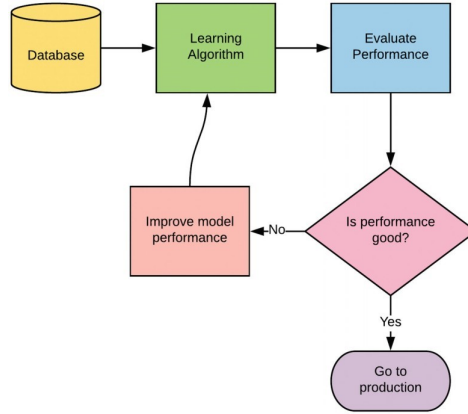 Database
Learning
Algorithm
Evaluate
Performance
Improve model
performance
No
Is performance
good?
Yes
Go to
production